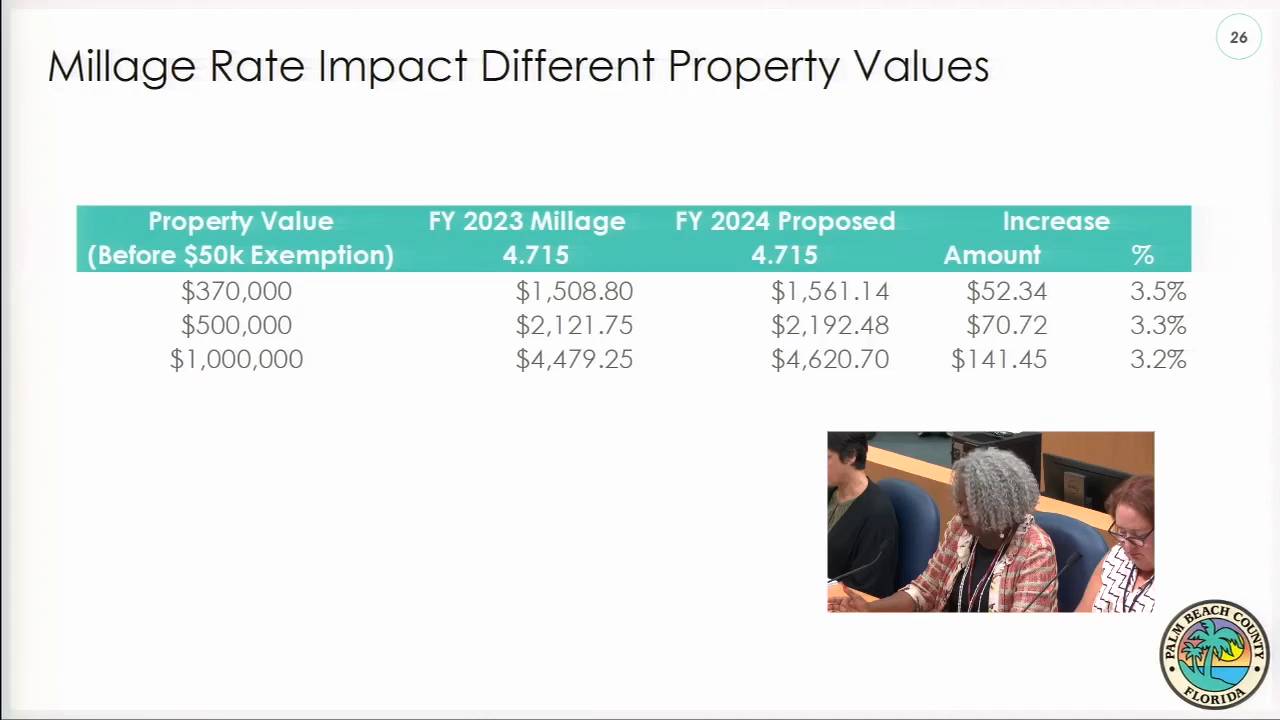 26
Millage Rate Impact Different Property Values
Property Value FY 2023 Millage FY 2024 Proposed Increase
(Before $50k Exemption) 4.715 4.715 Amount %
$370,000 $1,508.80 $1,561.14 $52.34 3.5%
$500,000 $2,121.75 $2,192.48 $70.72 3.3%
$1,000,000 $4,479.25 $4,620.70 $141.45 3.2%
PALM BEACH COUNTY
FLORIDA